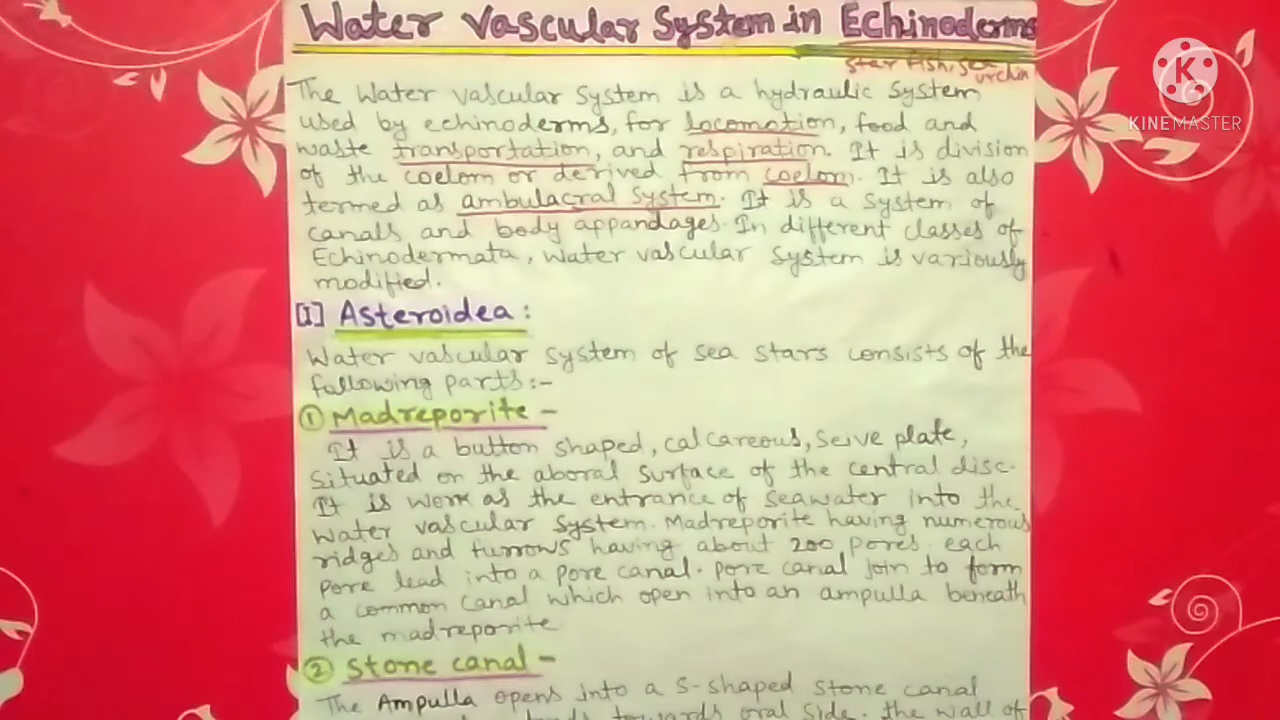 Water Vascular System in Echinoderms
Star fish, Sea
urchin
The Water vascular system is a hydraulic system
used by echinoderms, for locomotion, food and
waste transportation, and respiration. It is division
of the coelom or derived from coelom. It is also
termed as ambulacral system. It is a system of
canals and body appandages. In different classes of
Echinodermata, water vascular system is variously
modified.
[I] Asteroidea:
Water vascular system of sea stars consists of the
following parts:-
① Madreporite -
It is a button shaped, calcareous, seive plate,
situated on the aboral surface of the central disc.
It is work as the entrance of seawater into the
water vascular system. Madreporite having numerous
ridges and furrows having about 200 pores. each
pore lead into a pore canal. pore canal join to form
a common canal which open into an ampulla beneath
the madreporite
② Stone canal -
The Ampulla opens into a S-shaped stone canal
towards oral side. the wall of
K
KINEMASTER